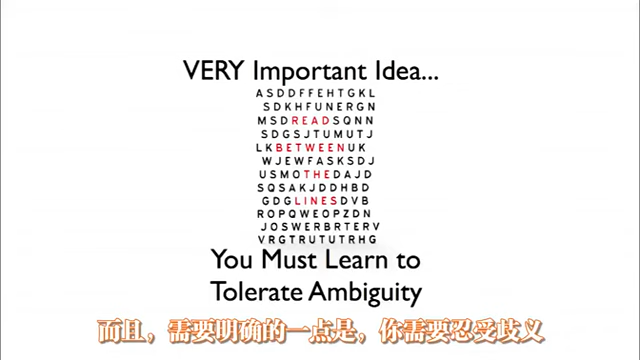 VERY Important Idea...
ASDDFFEHTGKL
SDKHFUNERGN
MSDREADSQNN
SDGSJTUMUTJ
LKBETWEENUK
WJEWFASKSDJ
USMOTHEDAJD
SQSAKJDDHBD
GDGLINESDVB
ROPQWEOPZDN
JOSWERBRTERV
VRGTRUTUTRHG
You Must Learn to
Tolerate Ambiguity
而且，需要明确的一点是，你需要忍受歧义